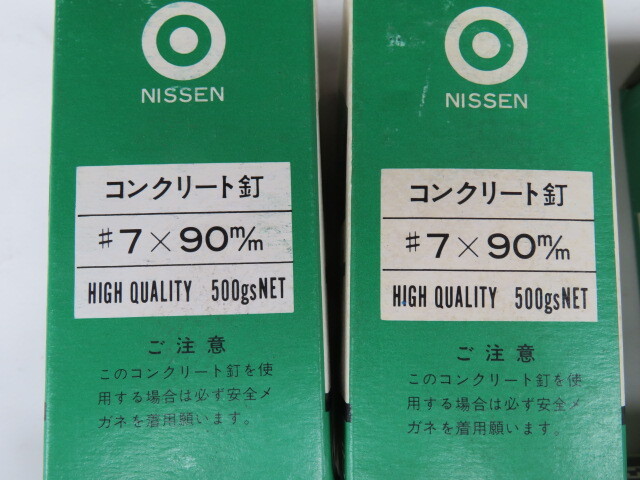 NISSEN
コンクリート釘
#7×90m/m
HIGH QUALITY 500gsNET
ご注意
このコンクリート釘を使
用する場合は必ず安全メ
ガネを着用願います。
NISSEN
コンクリート釘
#7×90m/m
HIGH QUALITY 500gsNET
ご注意
このコンクリート釘を使
用する場合は必ず安全メ
ガネを着用願います。